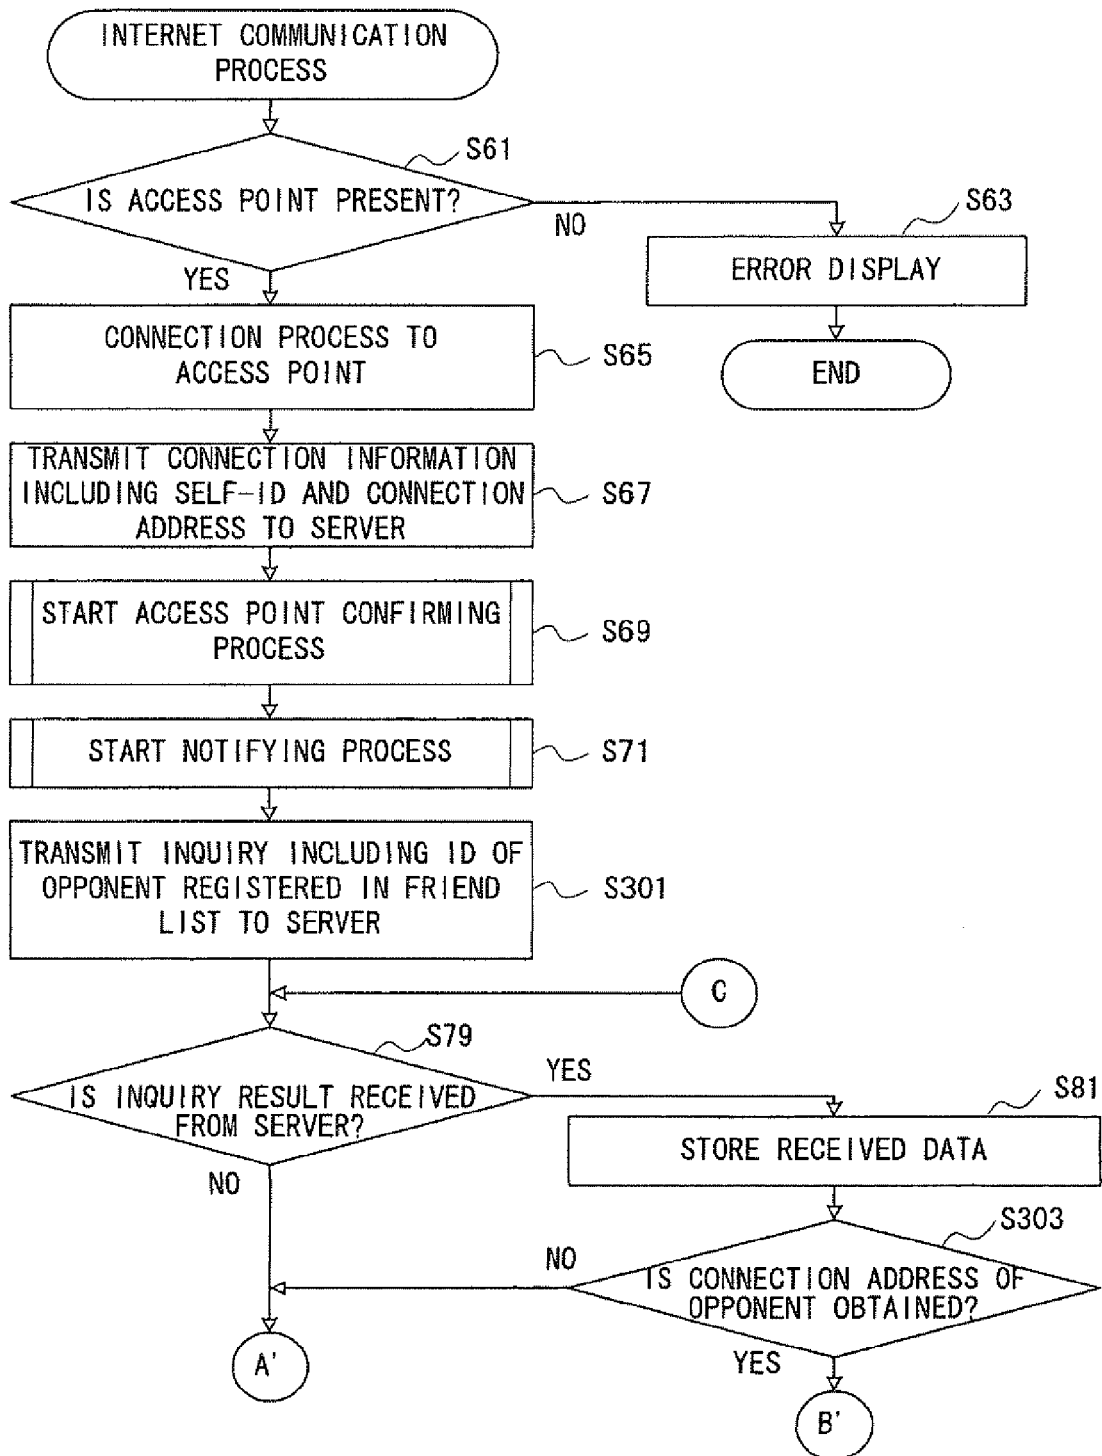 INTERNET COMMUNICATION
PROCESS
S61
IS ACCESS POINT PRESENT?
NO
YES
S63
ERROR DISPLAY
END
CONNECTION PROCESS TO
ACCESS POINT
S65
TRANSMIT CONNECTION INFORMATION
INCLUDING SELF-ID AND CONNECTION
ADDRESS TO SERVER
S67
START ACCESS POINT CONFIRMING
PROCESS
S69
START NOTIFYING PROCESS
S71
TRANSMIT INQUIRY INCLUDING ID OF
OPPONENT REGISTERED IN FRIEND
LIST TO SERVER
S301
C
S79
IS INQUIRY RESULT RECEIVED
FROM SERVER?
YES
NO
S81
STORE RECEIVED DATA
S303
IS CONNECTION ADDRESS OF
OPPONENT OBTAINED?
NO
YES
A'
B'